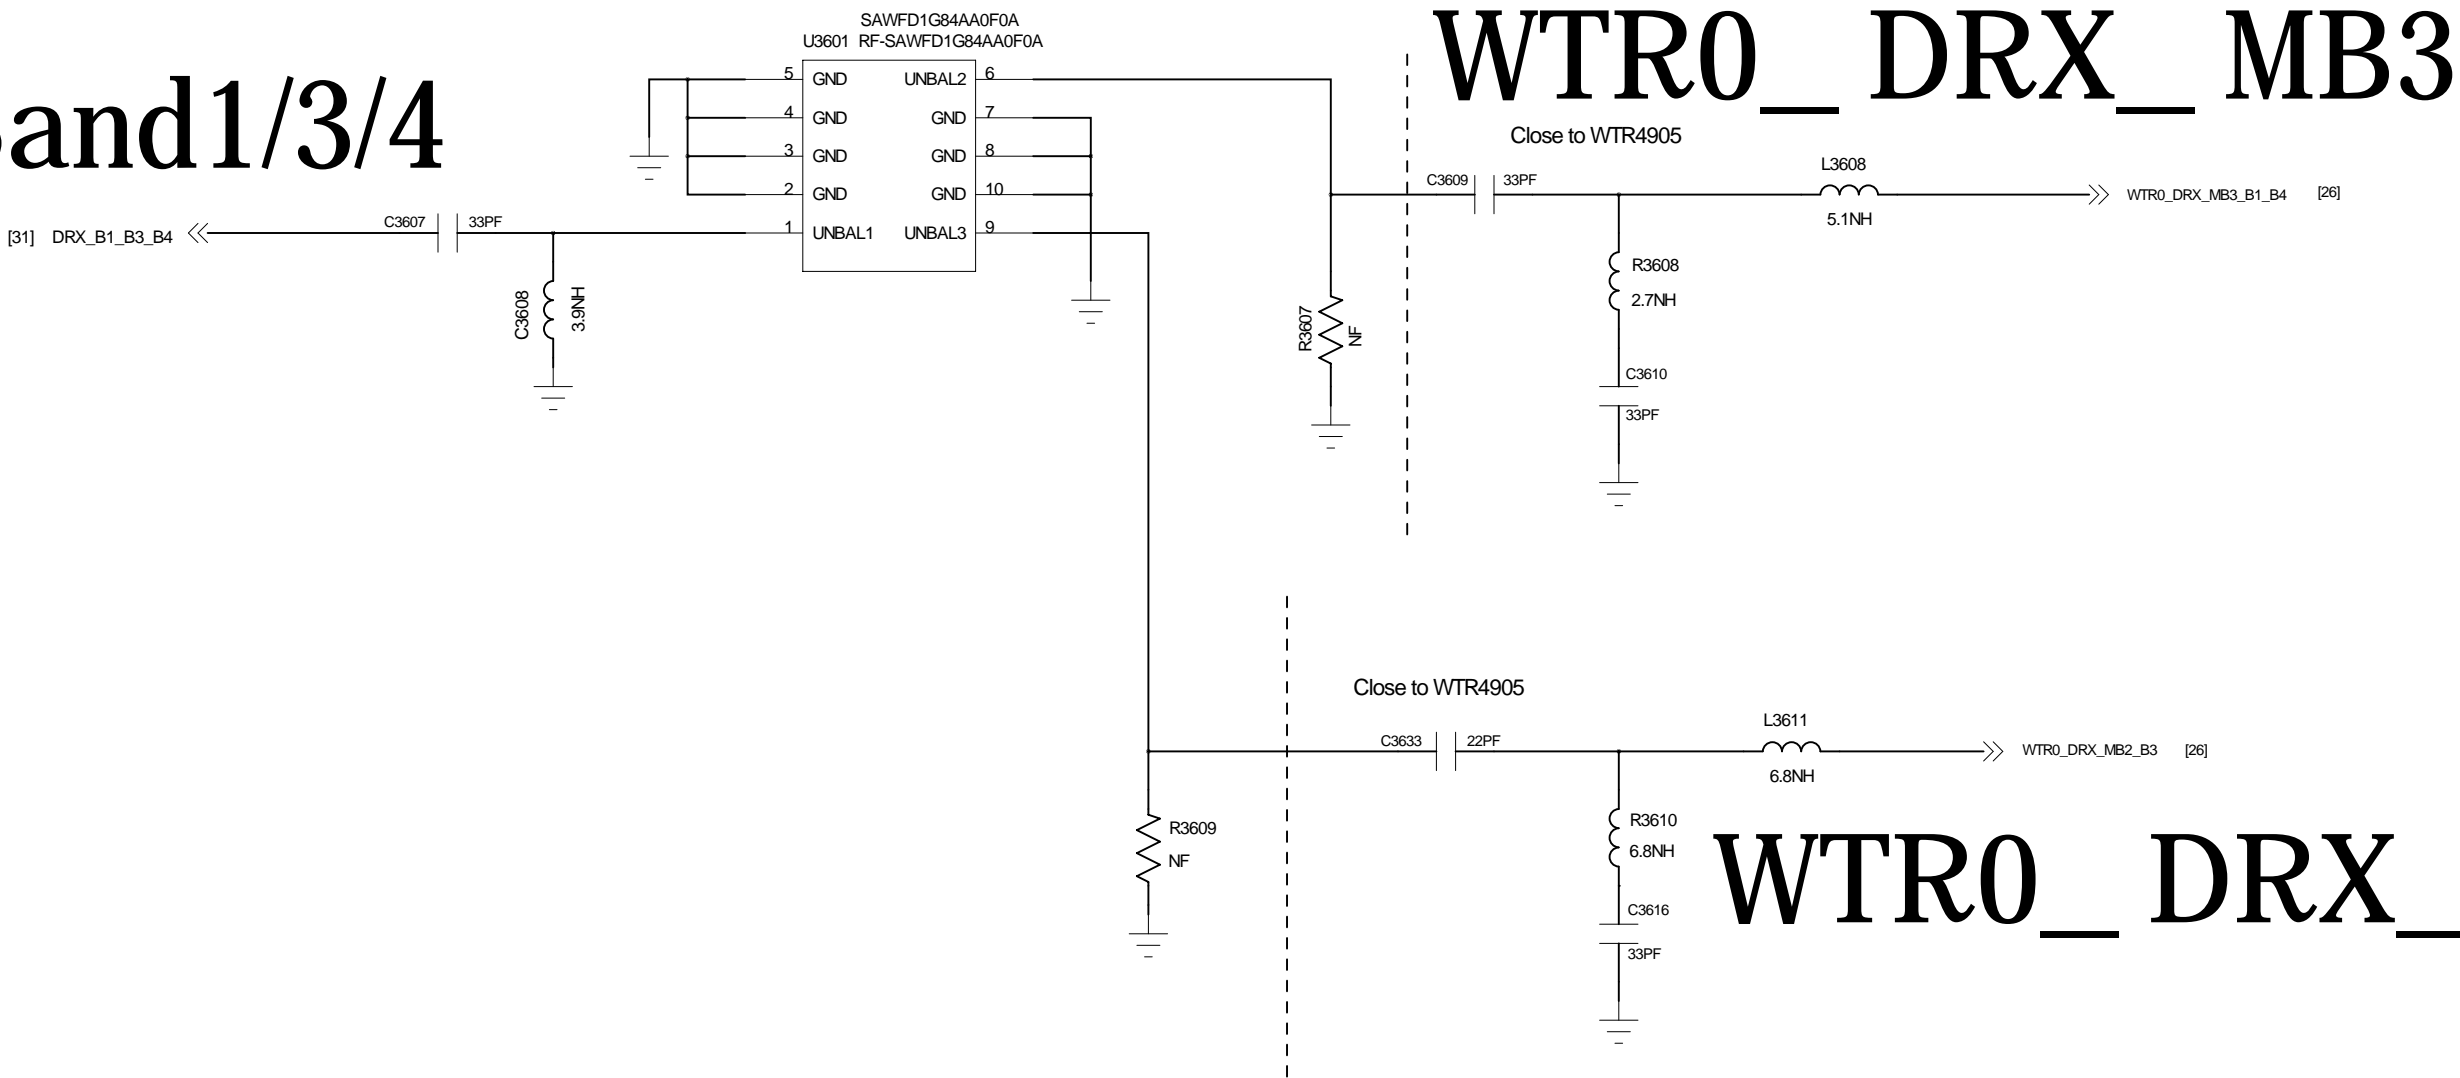 SAWFD1G84AA0F0A
U3601 RF-SAWFD1G84AA0F0A
WTR0_ DRX_ MB3
and1/3/4
5 GND UNBAL2 6
4 GND GND 7
3 GND GND 8
2 GND GND 10
1 UNBAL1 UNBAL3 9
Close to WTR4905
[31] DRX_B1_B3_B4
C3607 33PF
C3608 3.9NH
C3609 33PF
L3608
5.1NH
WTR0_DRX_MB3_B1_B4 [26]
R3608
2.7NH
R3607 NF
C3610
33PF
Close to WTR4905
C3633 22PF
L3611
6.8NH
WTR0_DRX_MB2_B3 [26]
R3609
NF
R3610
6.8NH
C3616
33PF
WTR0_ DRX_